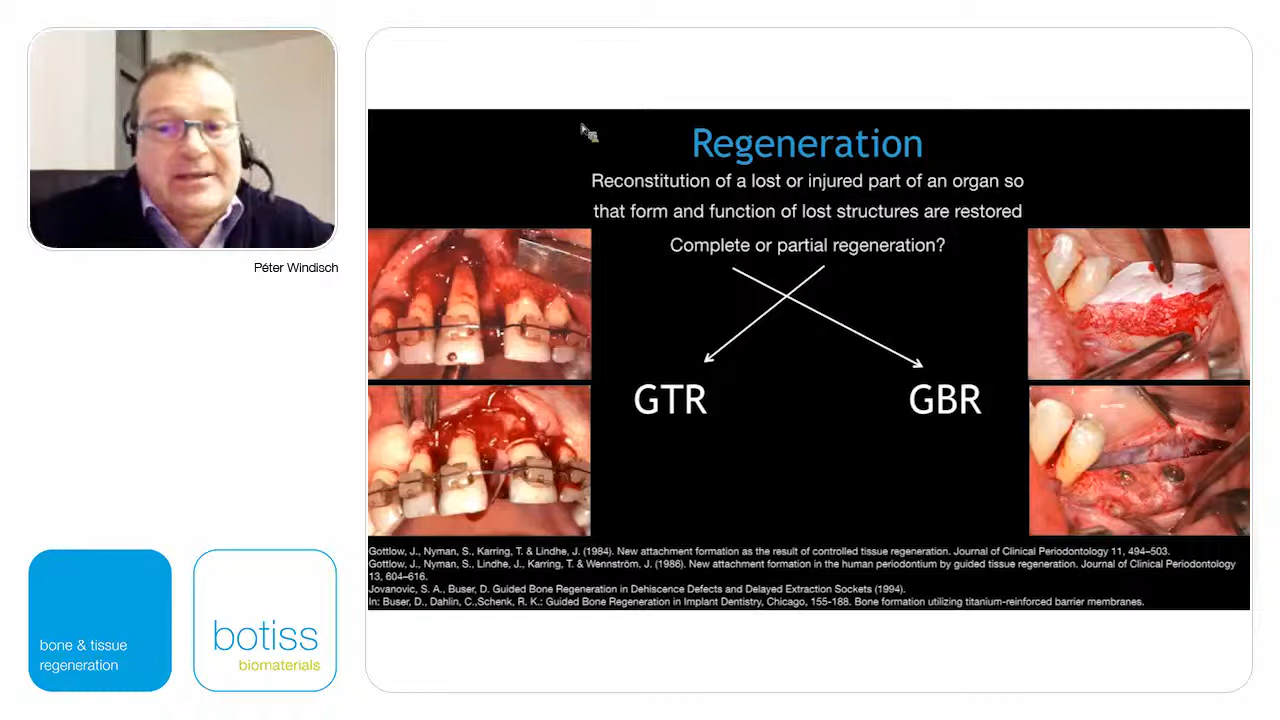 Péter Windisch
bone & tissue
regeneration
botiss
biomaterials
Regeneration
Reconstitution of a lost or injured part of an organ so
that form and function of lost structures are restored
Complete or partial regeneration?
GTR
GBR
Gottlow, J., Nyman, S., Karring, T. & Lindhe, J. (1984). New attachment formation as the result of controlled tissue regeneration. Journal of Clinical Periodontology 11, 494–503.
Gottlow, J., Nyman, S., Lindhe, J., Karring, T. & Wennström. J. (1986). New attachment formation in the human periodontium by guided tissue regeneration. Journal of Clinical Periodontology
13, 604–616.
Jovanovic, S. A., Buser, D. Guided Bone Regeneration in Dehiscence Defects and Delayed Extraction Sockets (1994).
In: Buser, D., Dahlin, C.,Schenk, R. K.: Guided Bone Regeneration in Implant Dentistry, Chicago, 155-188. Bone formation utilizing titanium-reinforced barrier membranes.